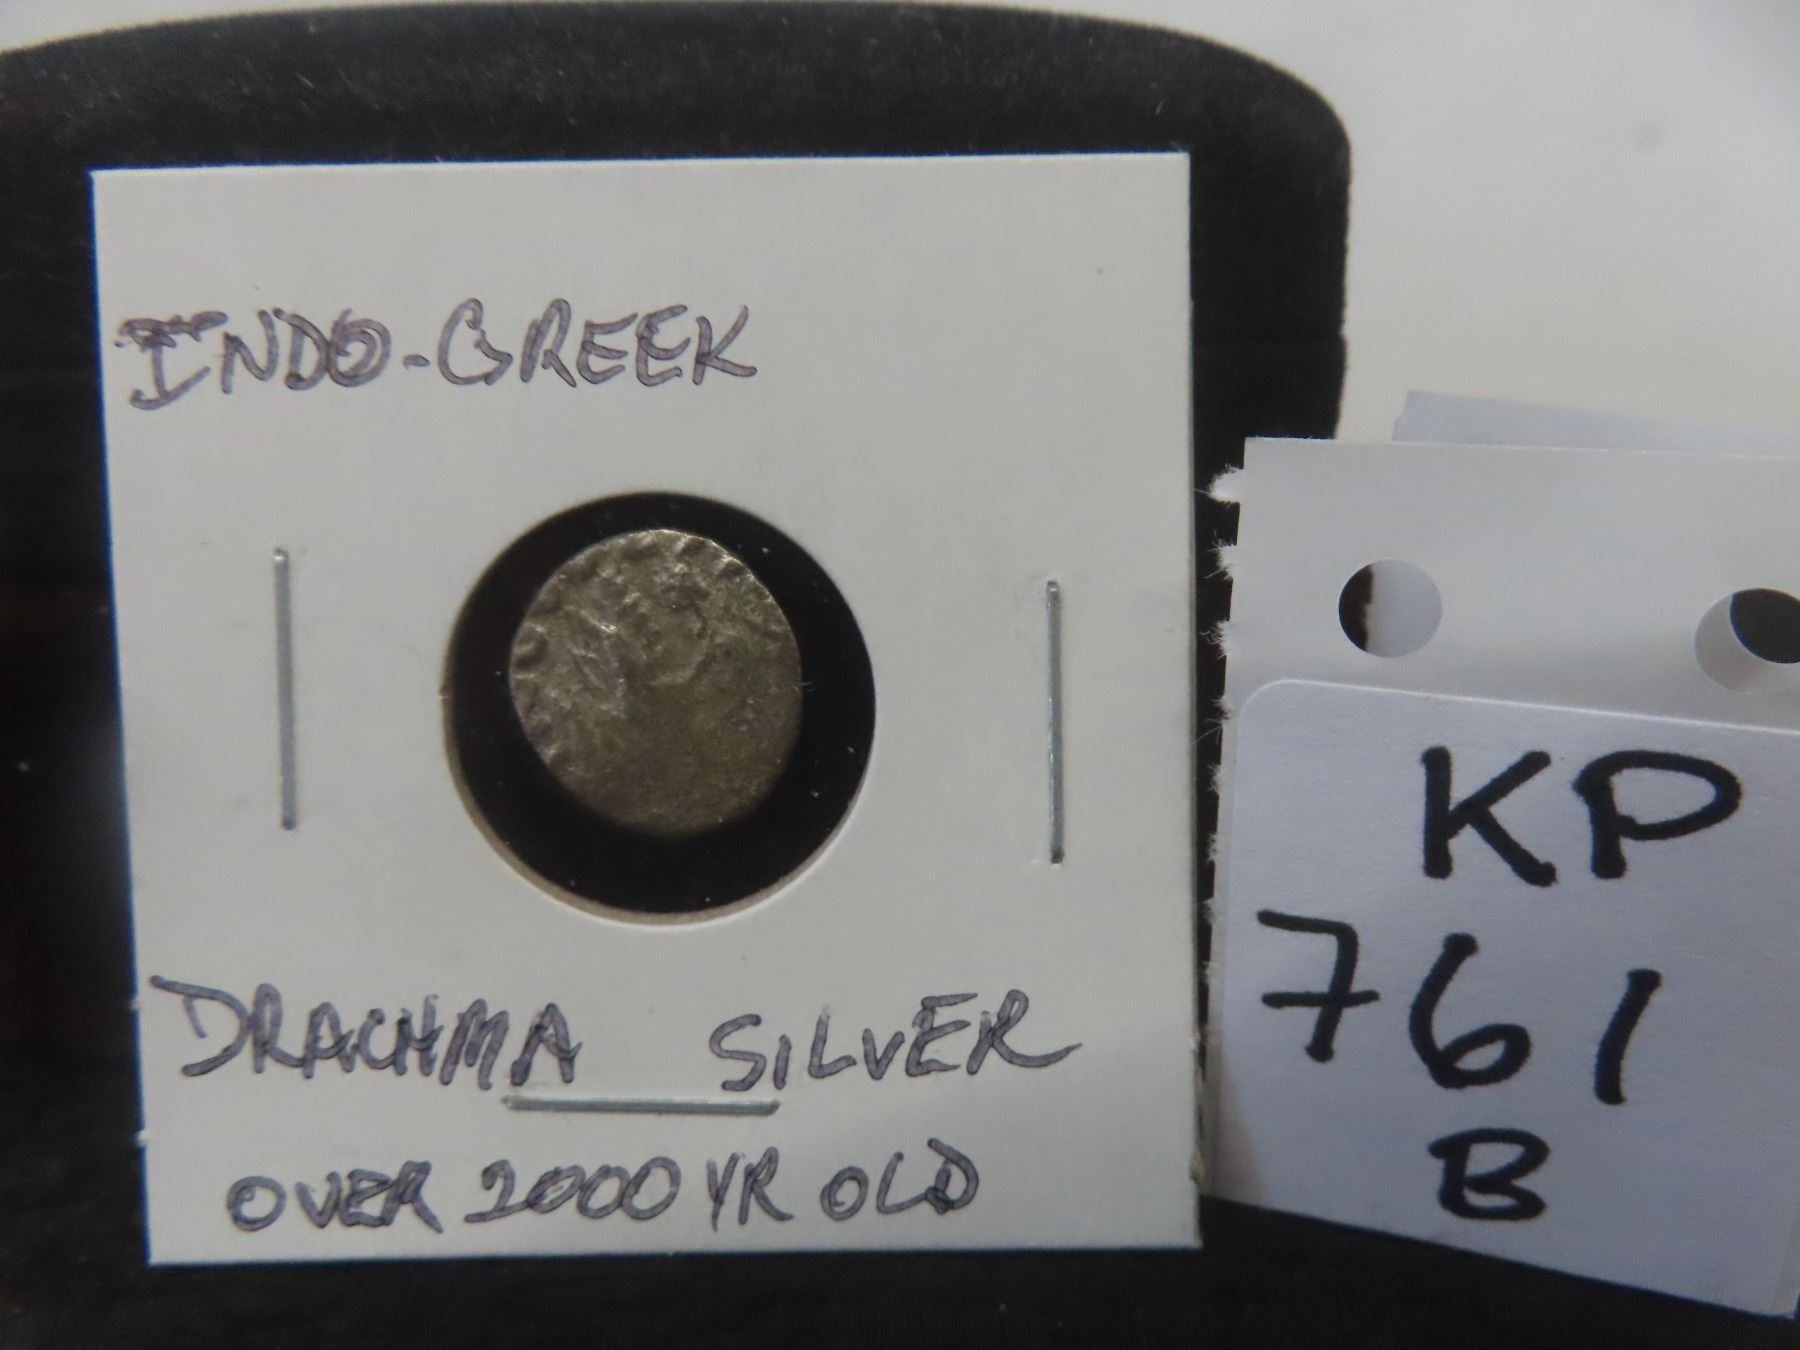 INDO-GREEK
DRACHMA SILVER
OVER 2000 YR OLD
KP
761
B